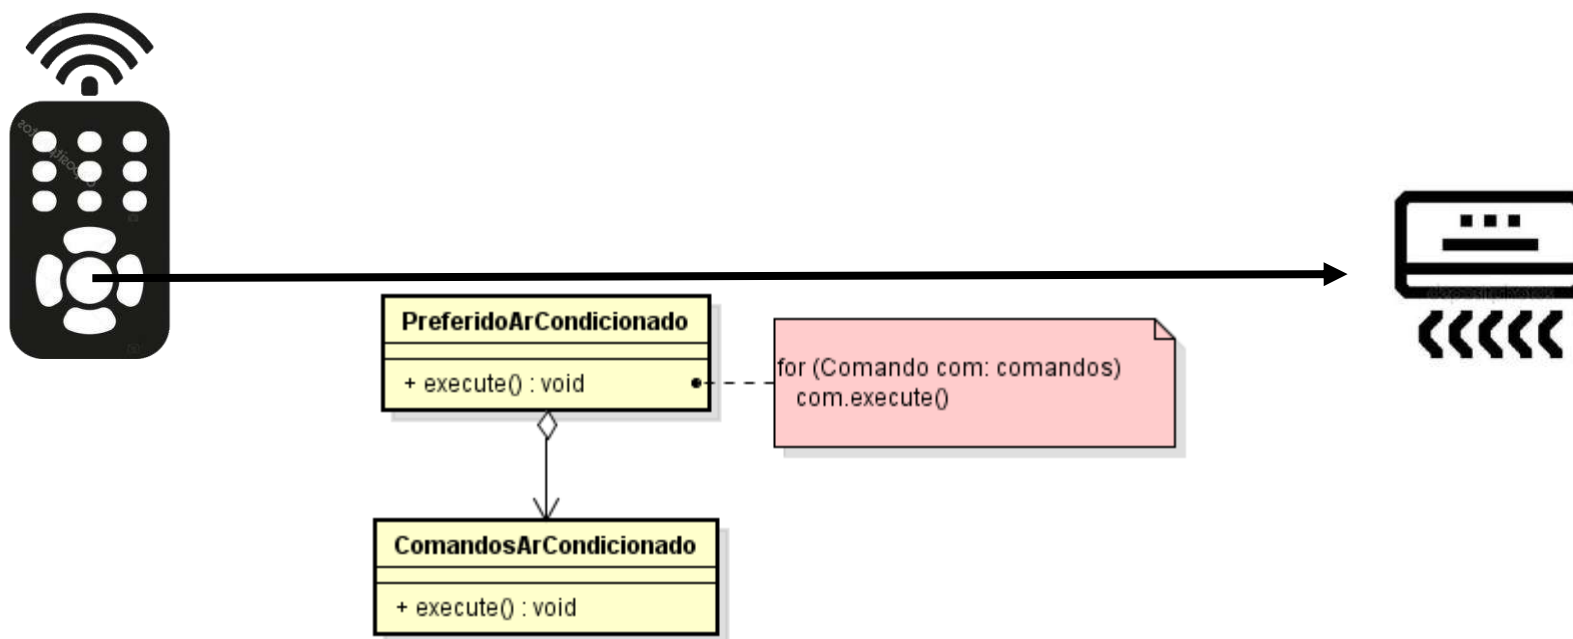 PreferidoArCondicionado
+ execute() : void
for (Comando com: comandos)
com.execute()
ComandosArCondicionado
+ execute() : void